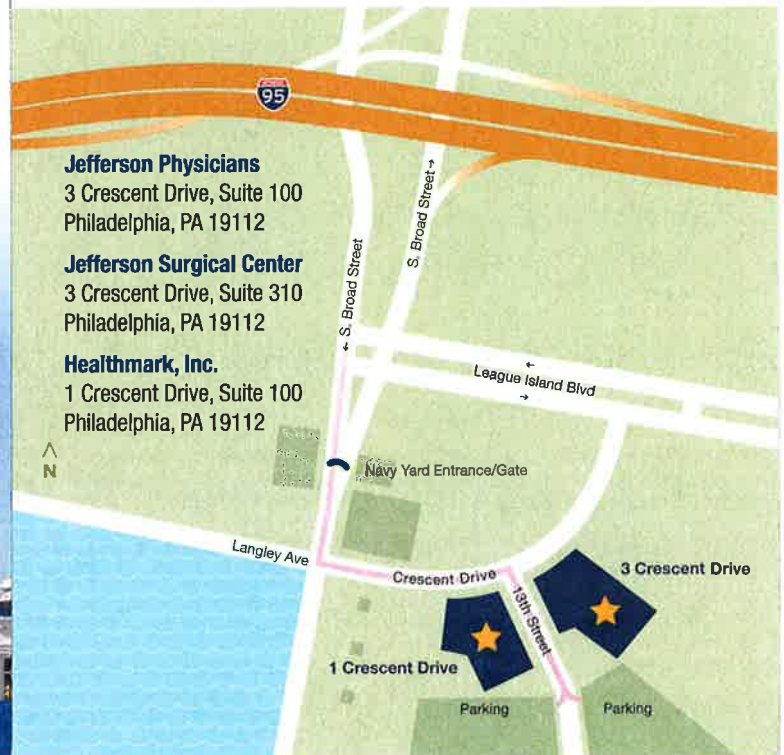 INTERSTATE
95
Jefferson Physicians
3 Crescent Drive, Suite 100
Philadelphia, PA 19112
Jefferson Surgical Center
3 Crescent Drive, Suite 310
Philadelphia, PA 19112
Healthmark, Inc.
1 Crescent Drive, Suite 100
Philadelphia, PA 19112
S. Broad Street →
← S. Broad Street
←
League Island Blvd
→
N
Navy Yard Entrance/Gate
Langley Ave
Crescent Drive
13th Street
3 Crescent Drive
1 Crescent Drive
Parking
Parking